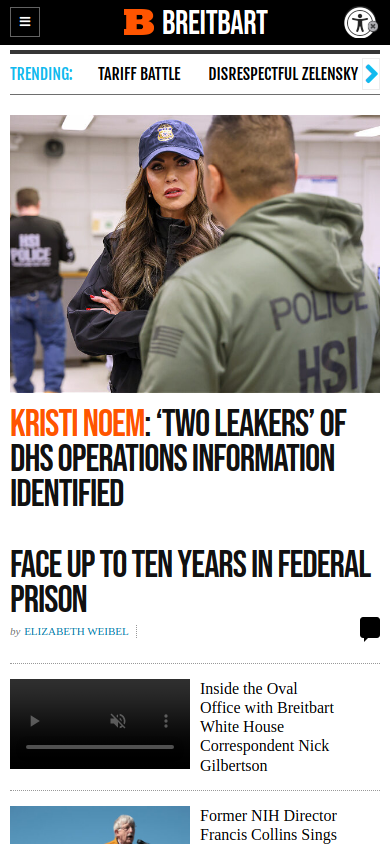 BREITBART
TRENDING:
TARIFF BATTLE
DISRESPECTFUL ZELENSKY
HSI
POLICE
POLICE
HSI
KRISTI NOEM: ‘TWO LEAKERS’ OF
DHS OPERATIONS INFORMATION
IDENTIFIED
FACE UP TO TEN YEARS IN FEDERAL
PRISON
by ELIZABETH WEIBEL
Inside the Oval
Office with Breitbart
White House
Correspondent Nick
Gilbertson
Former NIH Director
Francis Collins Sings